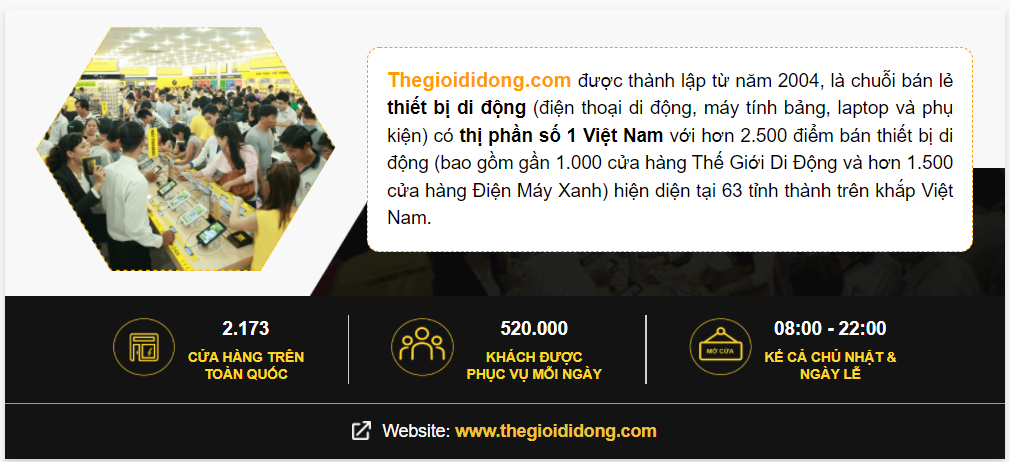 Thegioididong.com được thành lập từ năm 2004, là chuỗi bán lẻ
thiết bị di động (điện thoại di động, máy tính bảng, laptop và phụ
kiện) có thị phần số 1 Việt Nam với hơn 2.500 điểm bán thiết bị di
động (bao gồm gần 1.000 cửa hàng Thế Giới Di Động và hơn 1.500
cửa hàng Điện Máy Xanh) hiện diện tại 63 tỉnh thành trên khắp Việt
Nam.
2.173
CỬA HÀNG TRÊN
TOÀN QUỐC
520.000
KHÁCH ĐƯỢC
PHỤC VỤ MỖI NGÀY
MỞ CỬA
08:00 - 22:00
KỂ CẢ CHỦ NHẬT &
NGÀY LỄ
Website: www.thegioididong.com